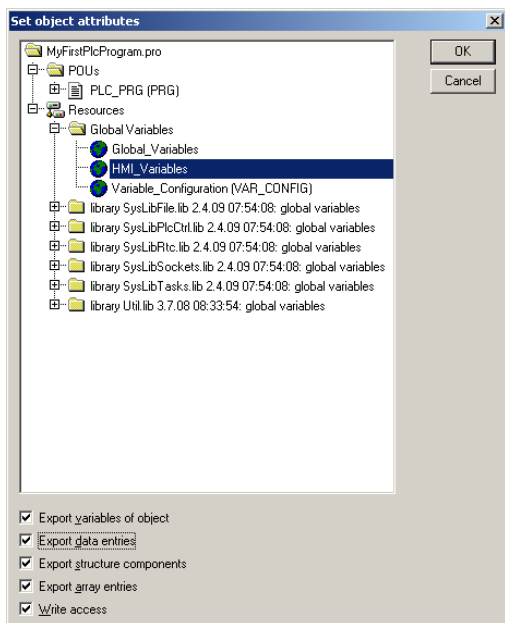 Set object attributes
MyFirstPlcProgram.pro
OK
POUs
Cancel
PLC_PRG (PRG)
Resources
Global Variables
Global_Variables
HMI_Variables
Variable_Configuration (VAR_CONFIG)
library SysLibFile.lib 2.4.09 07:54:08: global variables
library SysLibPlcCtrl.lib 2.4.09 07:54:08: global variables
library SysLibRtc.lib 2.4.09 07:54:08: global variables
library SysLibSockets.lib 2.4.09 07:54:08: global variables
library SysLibTasks.lib 2.4.09 07:54:08: global variables
library Util.lib 3.7.08 08:33:54: global variables
Export variables of object
Export data entries
Export structure components
Export array entries
Write access